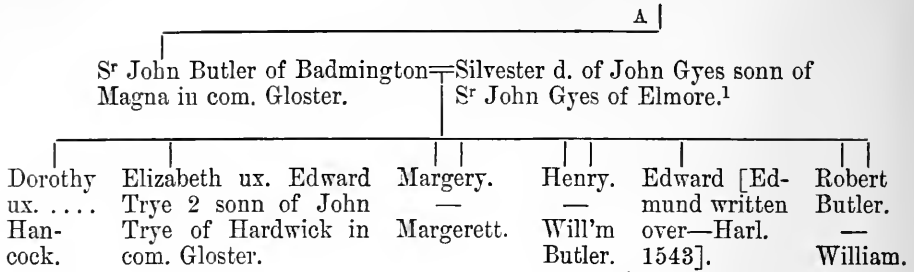 A
Sʳ John Butler of Badmington=Silvester d. of John Gyes sonn of
Magna in com. Gloster. Sʳ John Gyes of Elmore.¹
Dorothy Elizabeth ux. Edward Margery. Henry. Edward [Ed- Robert
ux. .... Trye 2 sonn of John — — mund written Butler.
Han- Trye of Hardwick in Margerett. Will'm over—Harl. —
cock. com. Gloster. Butler. 1543]. William.